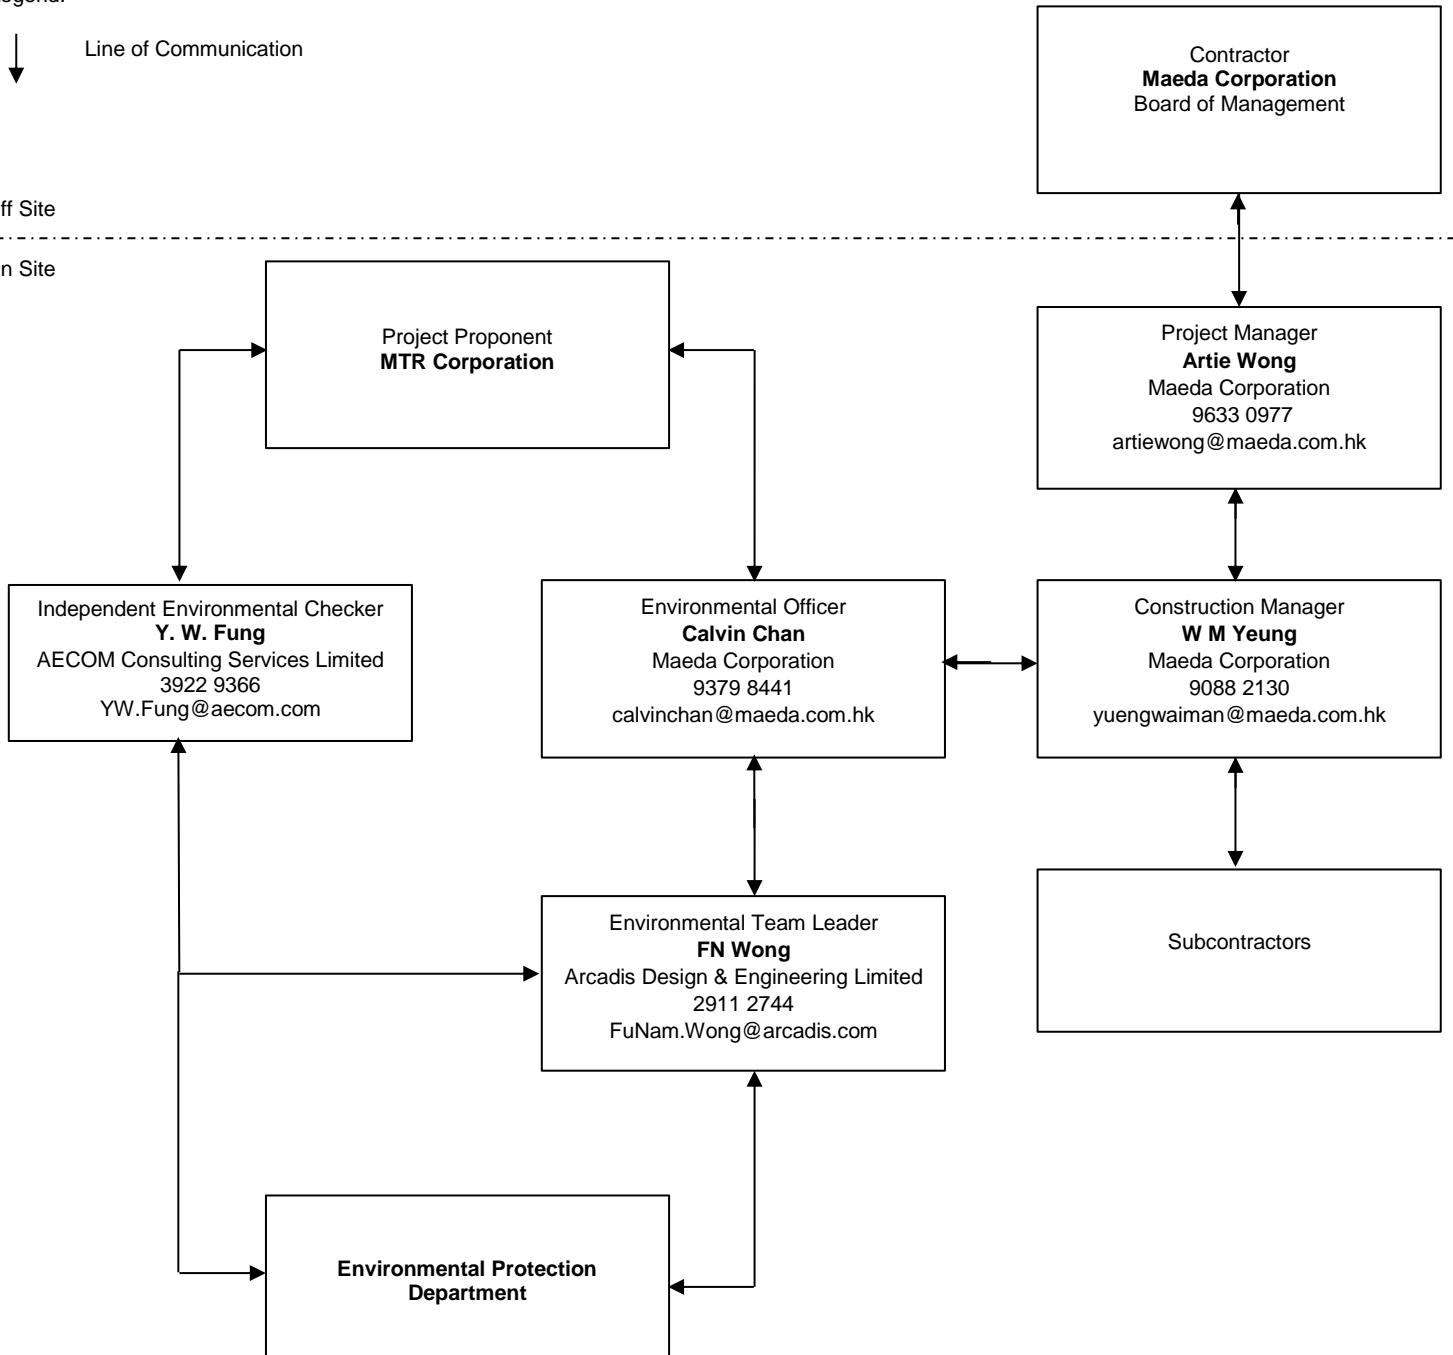 egend:
Line of Communication
Contractor
Maeda Corporation
Board of Management
ff Site
n Site
Project Proponent
MTR Corporation
Project Manager
Artie Wong
Maeda Corporation
9633 0977
artiewong@maeda.com.hk
Independent Environmental Checker
Y. W. Fung
AECOM Consulting Services Limited
3922 9366
YW.Fung@aecom.com
Environmental Officer
Calvin Chan
Maeda Corporation
9379 8441
calvinchan@maeda.com.hk
Construction Manager
W M Yeung
Maeda Corporation
9088 2130
yuengwaiman@maeda.com.hk
Environmental Team Leader
FN Wong
Arcadis Design & Engineering Limited
2911 2744
FuNam.Wong@arcadis.com
Subcontractors
Environmental Protection
Department